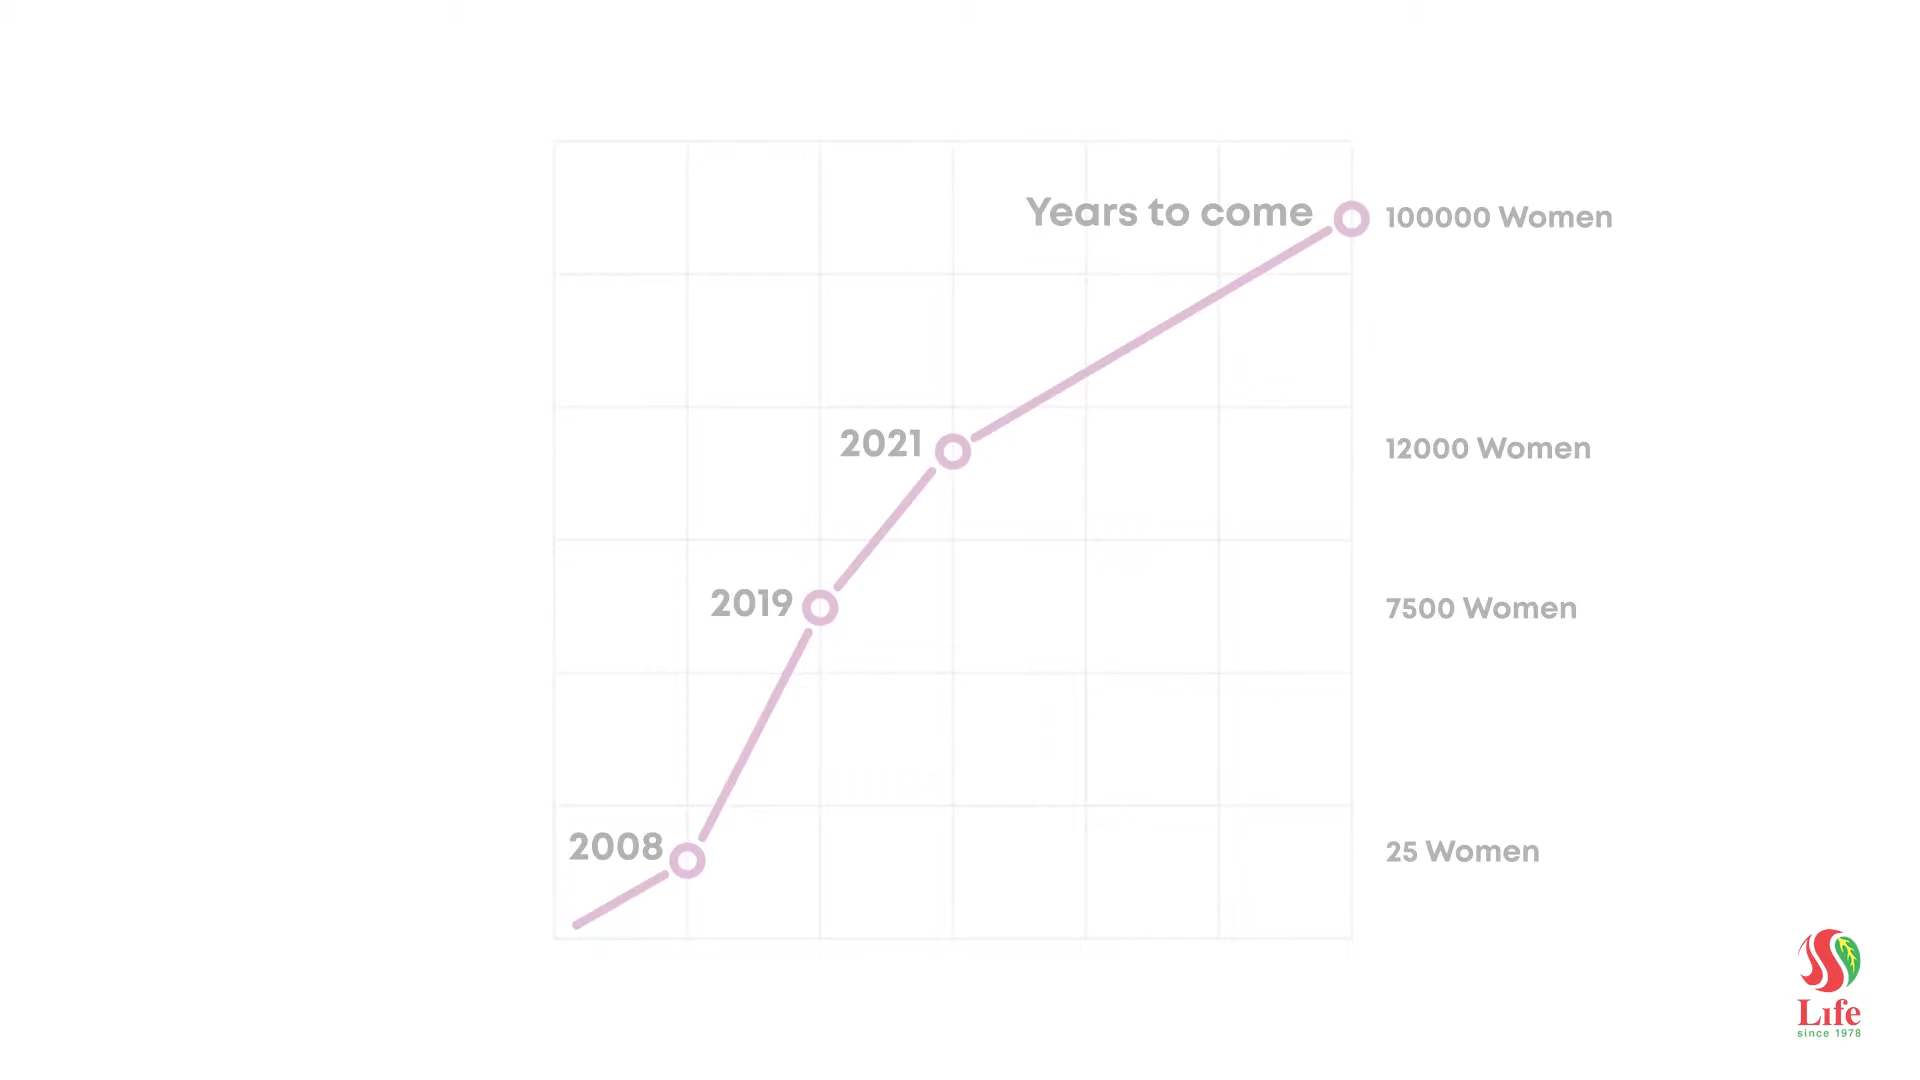 Years to come
100000 Women
2021
12000 Women
2019
7500 Women
2008
25 Women
Life
since 1978